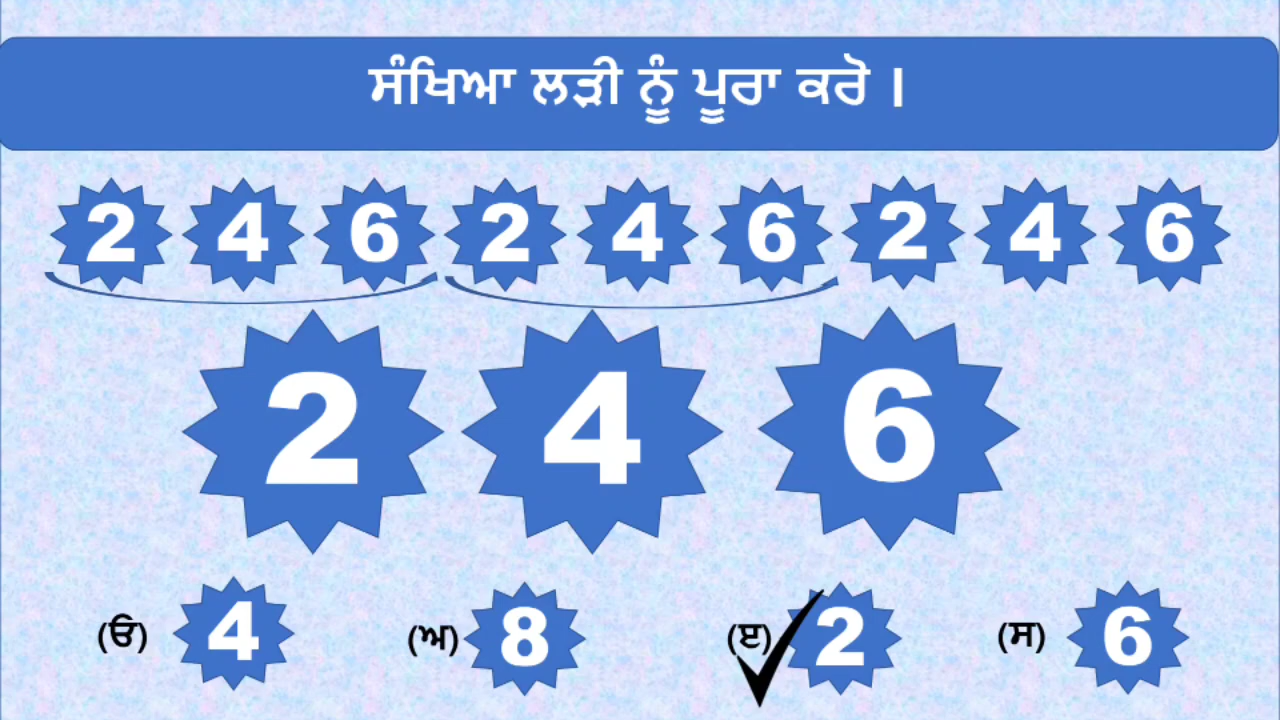 ਸੰਖਿਆ ਲੜੀ ਨੂੰ ਪੂਰਾ ਕਰੋ ।
2 4 6 2 4 6 2 4 6
2 4 6
(ੳ) 4 (ਅ) 8 (ੲ) 2 (ਸ) 6